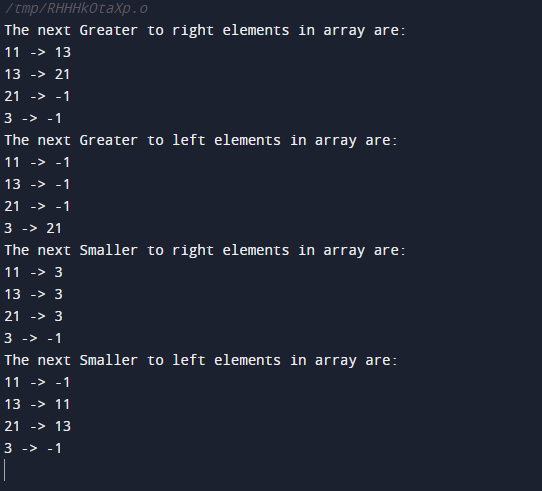 /tmp/RHHHkOtaXp.o
The next Greater to right elements in array are:
11 -> 13
13 -> 21
21 -> -1
3 -> -1
The next Greater to left elements in array are:
11 -> -1
13 -> -1
21 -> -1
3 -> 21
The next Smaller to right elements in array are:
11 -> 3
13 -> 3
21 -> 3
3 -> -1
The next Smaller to left elements in array are:
11 -> -1
13 -> 11
21 -> 13
3 -> -1